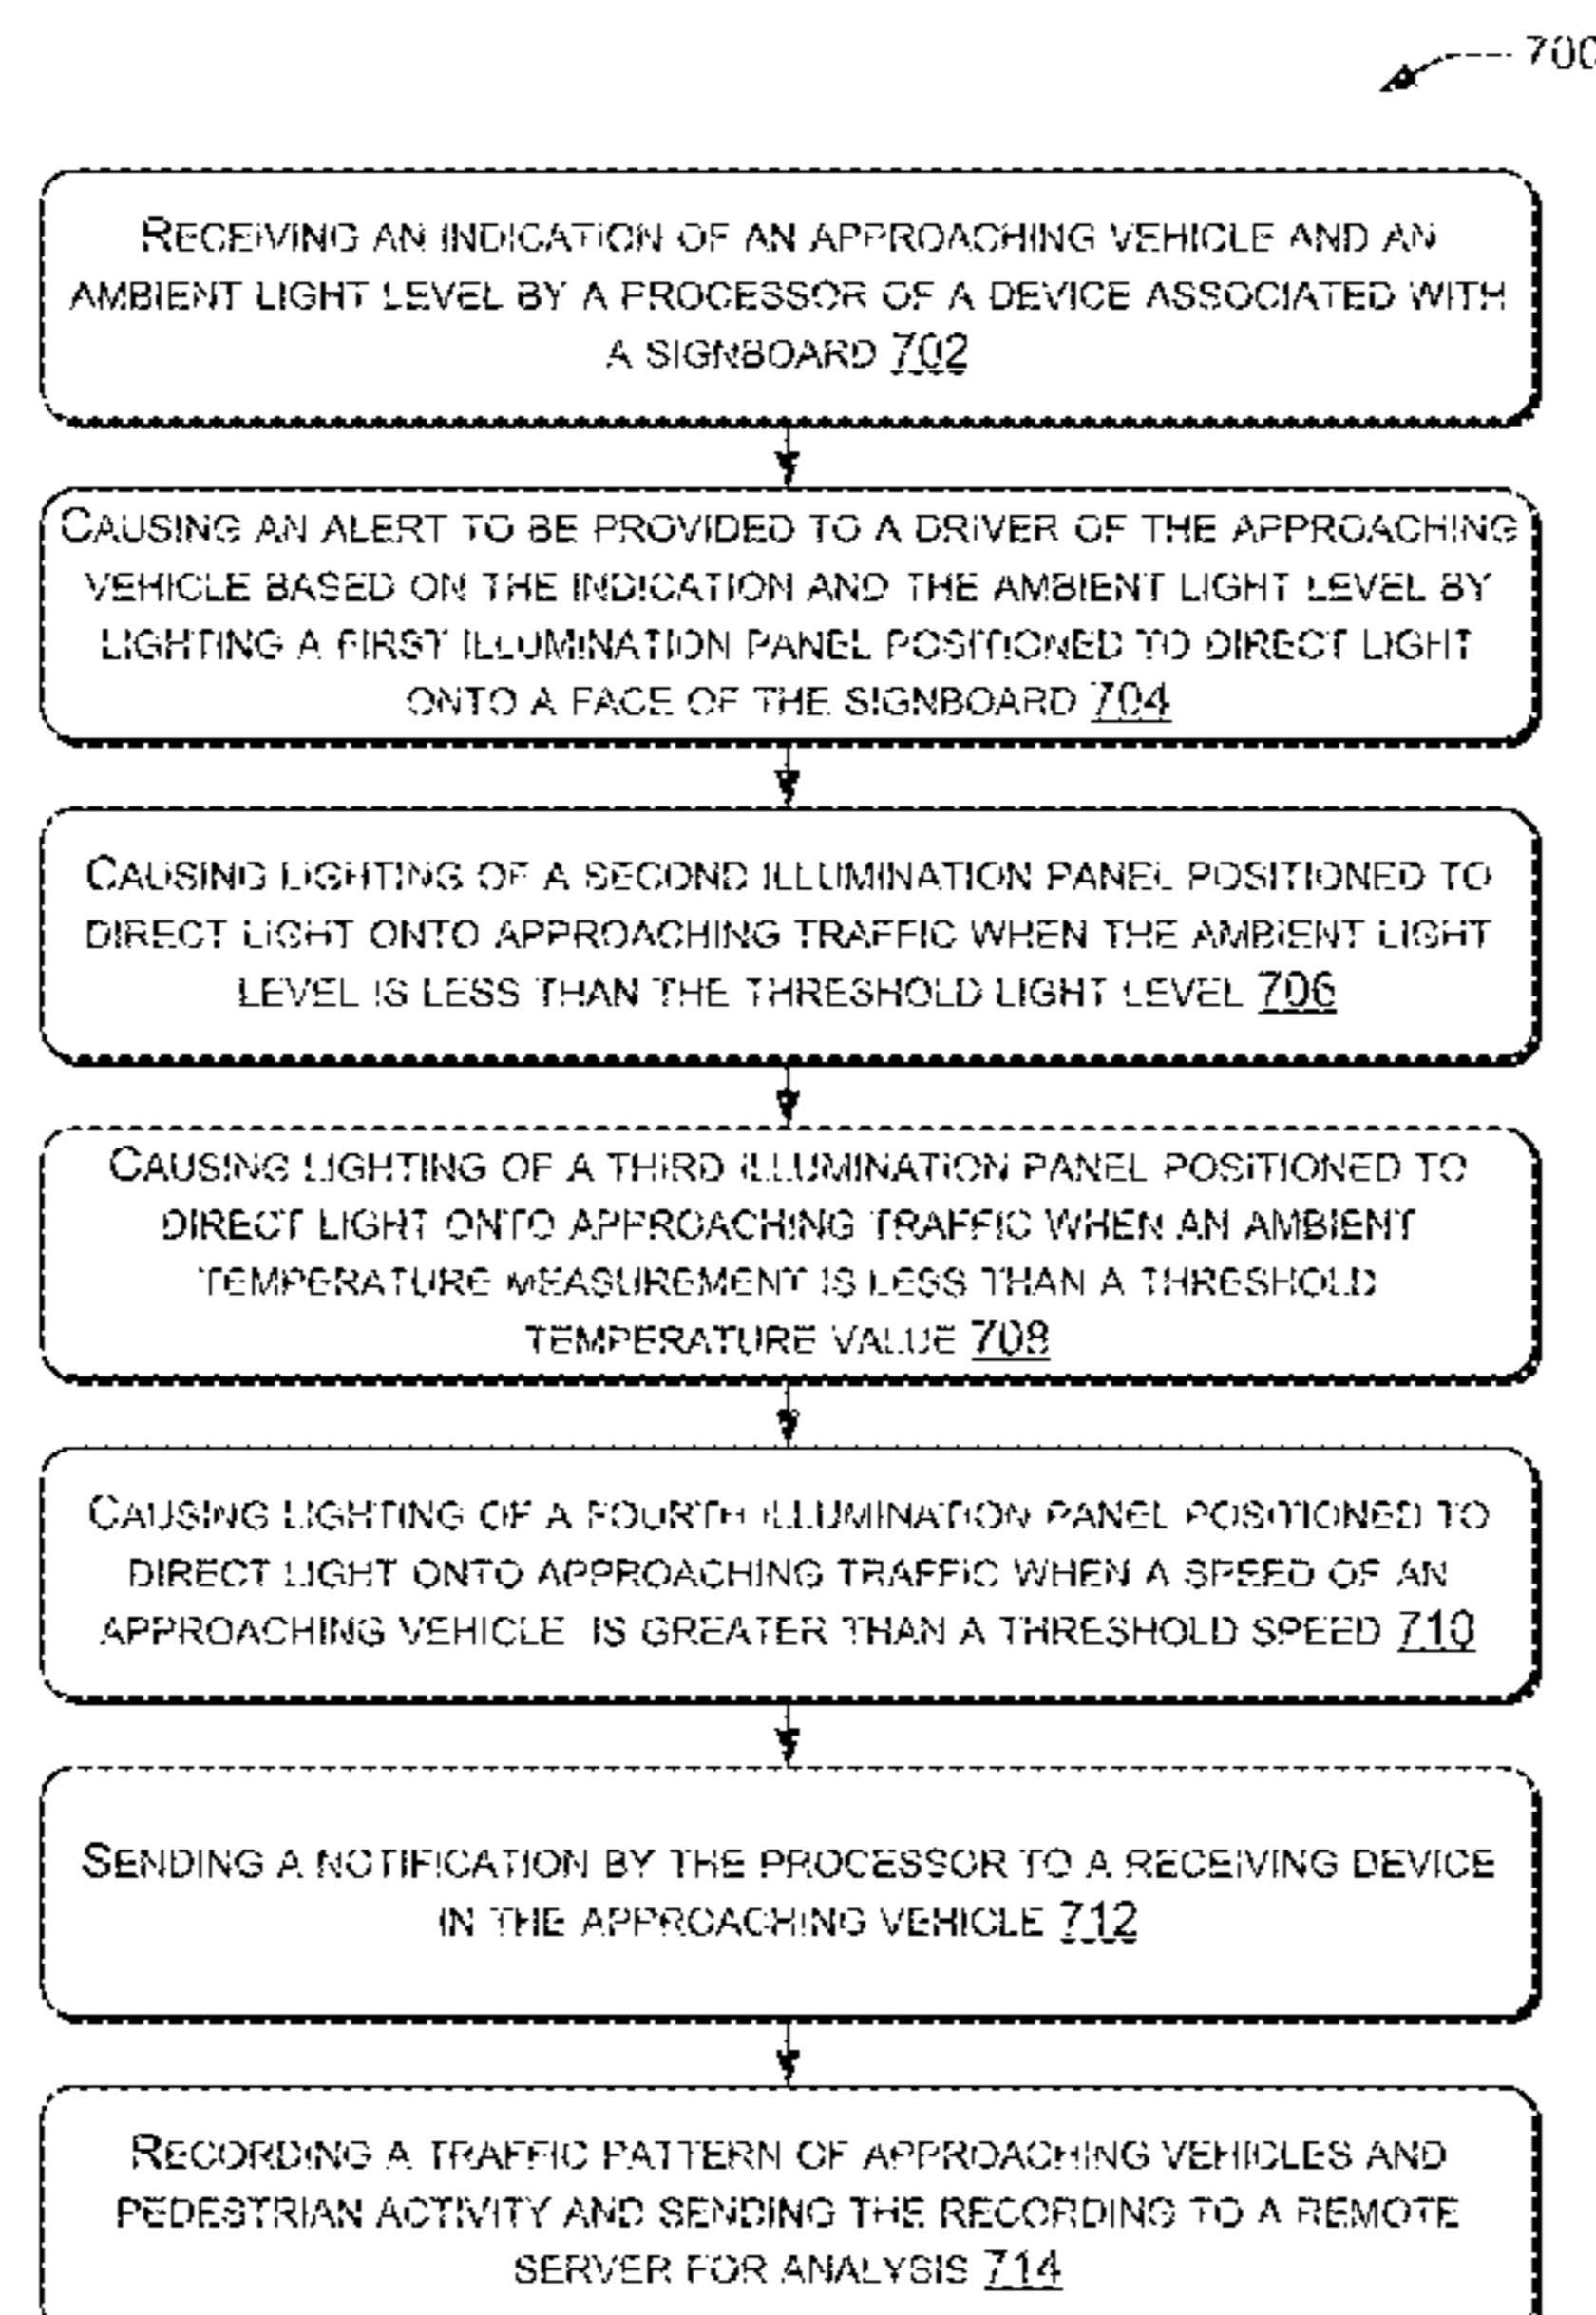 700
RECEIVING AN INDICATION OF AN APPROACHING VEHICLE AND AN
AMBIENT LIGHT LEVEL BY A PROCESSOR OF A DEVICE ASSOCIATED WITH
A SIGNBOARD 702
CAUSING AN ALERT TO BE PROVIDED TO A DRIVER OF THE APPROACHING
VEHICLE BASED ON THE INDICATION AND THE AMBIENT LIGHT LEVEL BY
LIGHTING A FIRST ILLUMINATION PANEL POSITIONED TO DIRECT LIGHT
ONTO A FACE OF THE SIGNBOARD 704
CAUSING LIGHTING OF A SECOND ILLUMINATION PANEL POSITIONED TO
DIRECT LIGHT ONTO APPROACHING TRAFFIC WHEN THE AMBIENT LIGHT
LEVEL IS LESS THAN THE THRESHOLD LIGHT LEVEL 706
CAUSING LIGHTING OF A THIRD ILLUMINATION PANEL POSITIONED TO
DIRECT LIGHT ONTO APPROACHING TRAFFIC WHEN AN AMBIENT
TEMPERATURE MEASUREMENT IS LESS THAN A THRESHOLD
TEMPERATURE VALUE 708
CAUSING LIGHTING OF A FOURTH ILLUMINATION PANEL POSITIONED TO
DIRECT LIGHT ONTO APPROACHING TRAFFIC WHEN A SPEED OF AN
APPROACHING VEHICLE IS GREATER THAN A THRESHOLD SPEED 710
SENDING A NOTIFICATION BY THE PROCESSOR TO A RECEIVING DEVICE
IN THE APPROACHING VEHICLE 712
RECORDING A TRAFFIC PATTERN OF APPROACHING VEHICLES AND
PEDESTRIAN ACTIVITY AND SENDING THE RECORDING TO A REMOTE
SERVER FOR ANALYSIS 714